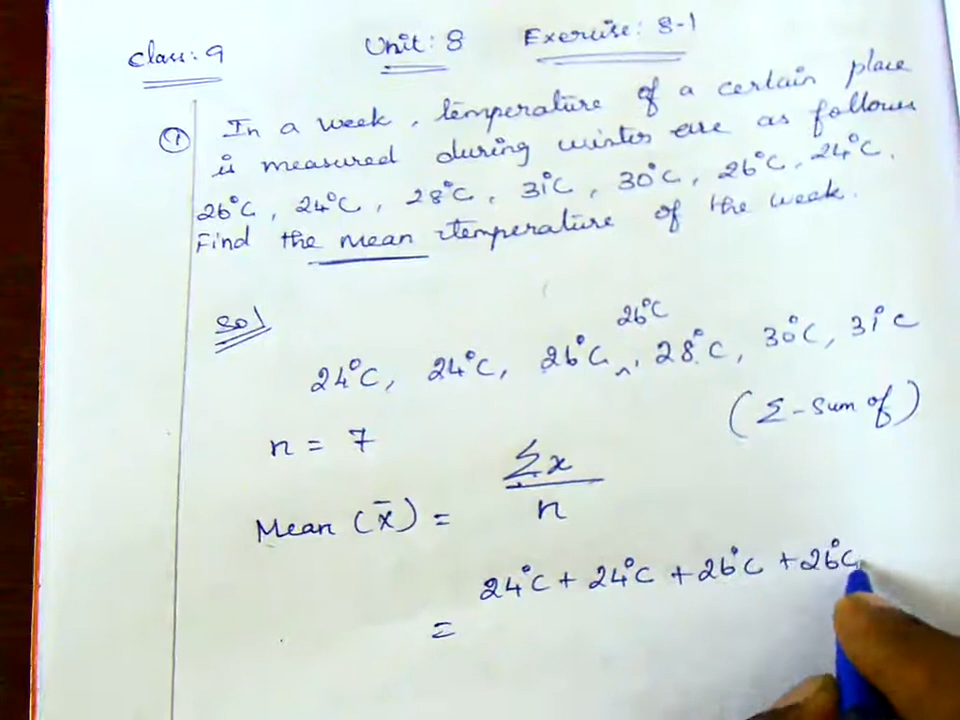 Class: 9 Unit: 8 Exercise: 8-1
① In a week, temperature of a certain place
is measured during winter are as follows
26°C, 24°C, 28°C, 31°C, 30°C, 26°C, 24°C.
Find the mean temperature of the week.
Sol
26°C
24°C, 24°C, 26°C ‸, 28°C, 30°C, 31°C
(Σ - Sum of)
n = 7
Mean (x̄) = Σx / n
= 24°C + 24°C + 26°C + 26°C